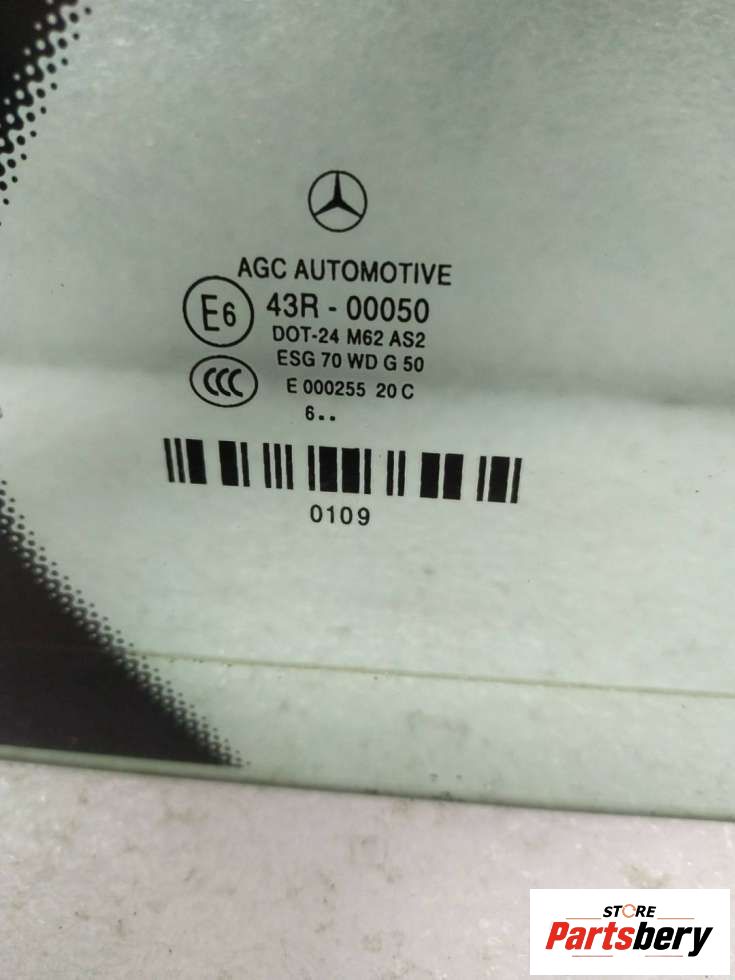 AGC AUTOMOTIVE
E6 43R - 00050
DOT-24 M62 AS2
ESG 70 WD G 50
CCC E 000255 20 C
6..
0109
STORE
Partsbery